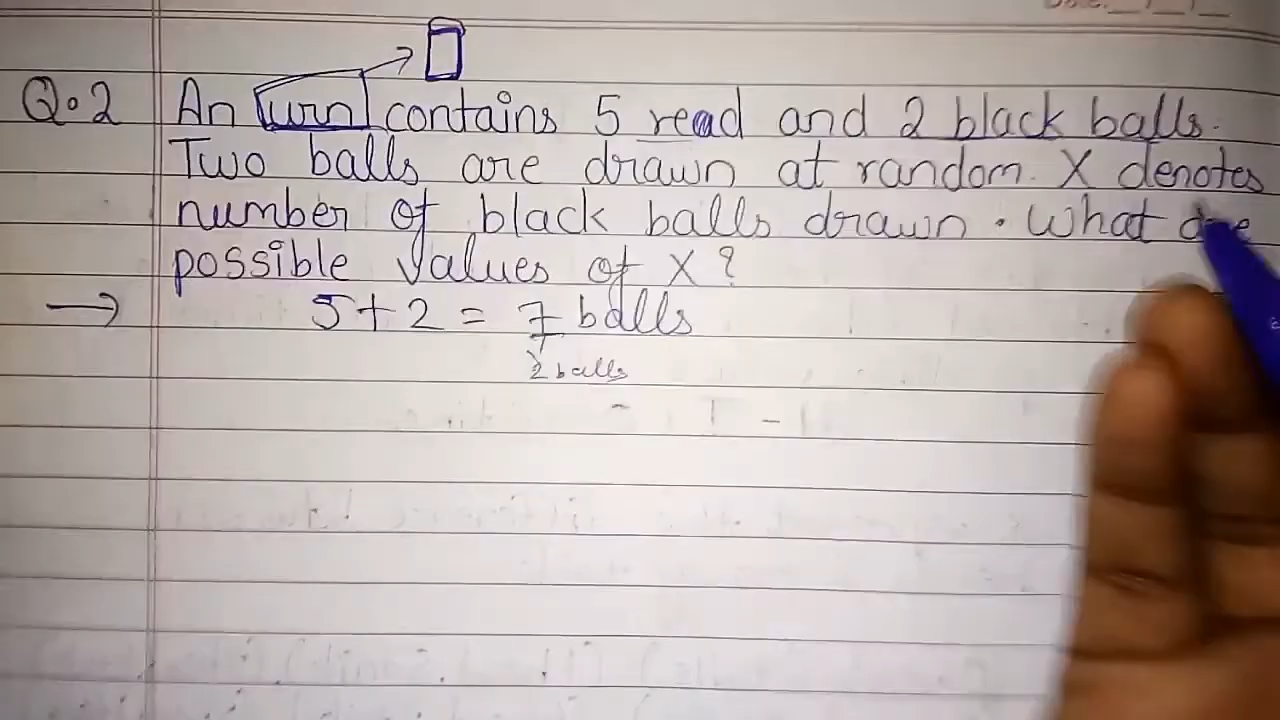 Q.2 An urn contains 5 read and 2 black balls.
Two balls are drawn at random. X denotes
number of black balls drawn. What are
possible values of X?
→ 5+2 = 7 balls
2 balls